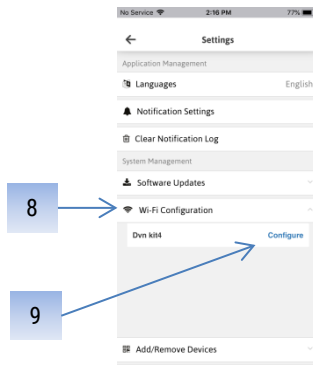 No Service 2:16 PM 77%
Settings
Application Management
Languages English
Notification Settings
Clear Notification Log
System Management
Software Updates
8 Wi-Fi Configuration
Dvn kit4 Configure
9
Add/Remove Devices